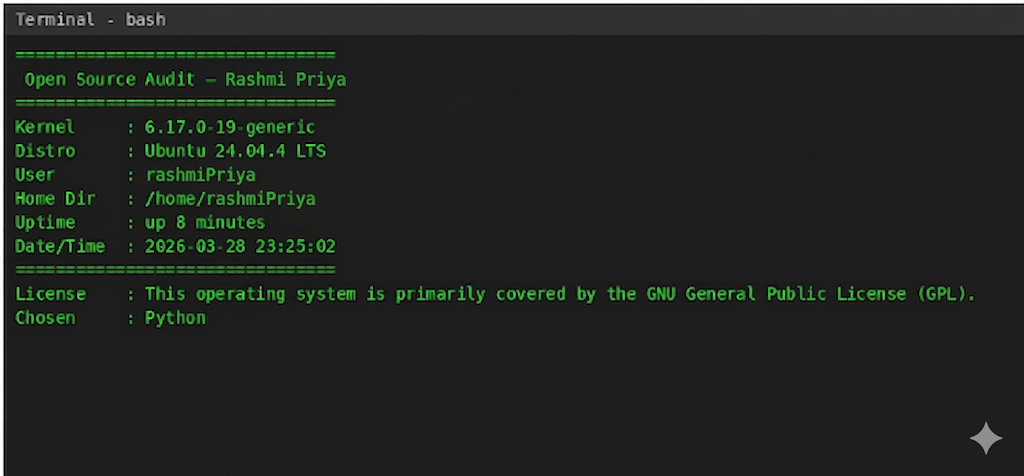 Terminal - bash
================================
Open Source Audit — Rashmi Priya
================================
Kernel : 6.17.0-19-generic
Distro : Ubuntu 24.04.4 LTS
User : rashmiPriya
Home Dir : /home/rashmiPriya
Uptime : up 8 minutes
Date/Time : 2026-03-28 23:25:02
================================
License : This operating system is primarily covered by the GNU General Public License (GPL).
Chosen : Python